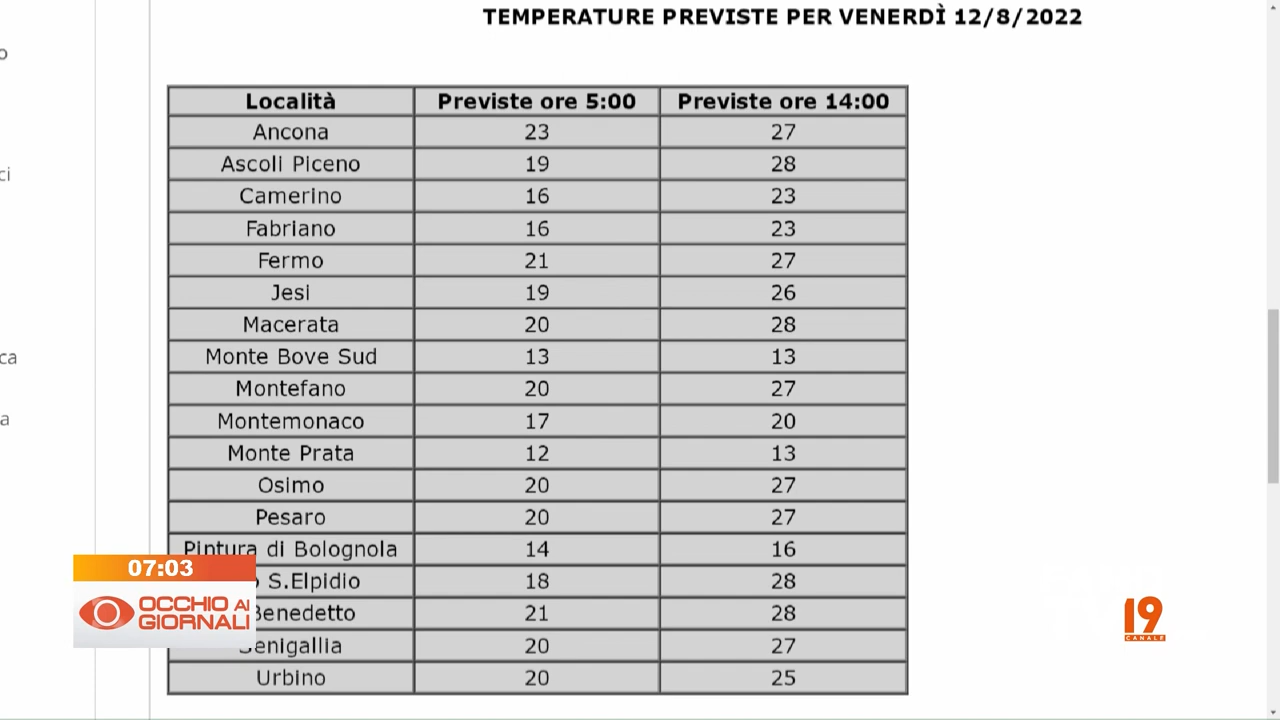 TEMPERATURE PREVISTE PER VENERDÌ 12/8/2022
Località Previste ore 5:00 Previste ore 14:00
Ancona 23 27
Ascoli Piceno 19 28
Camerino 16 23
Fabriano 16 23
Fermo 21 27
Jesi 19 26
Macerata 20 28
Monte Bove Sud 13 13
Montefano 20 27
Montemonaco 17 20
Monte Prata 12 13
Osimo 20 27
Pesaro 20 27
Pintura di Bolognola 14 16
S.Elpidio 18 28
Benedetto 21 28
Senigallia 20 27
Urbino 20 25
07:03
OCCHIO AI
GIORNALI
19
CANALE
ci
ca